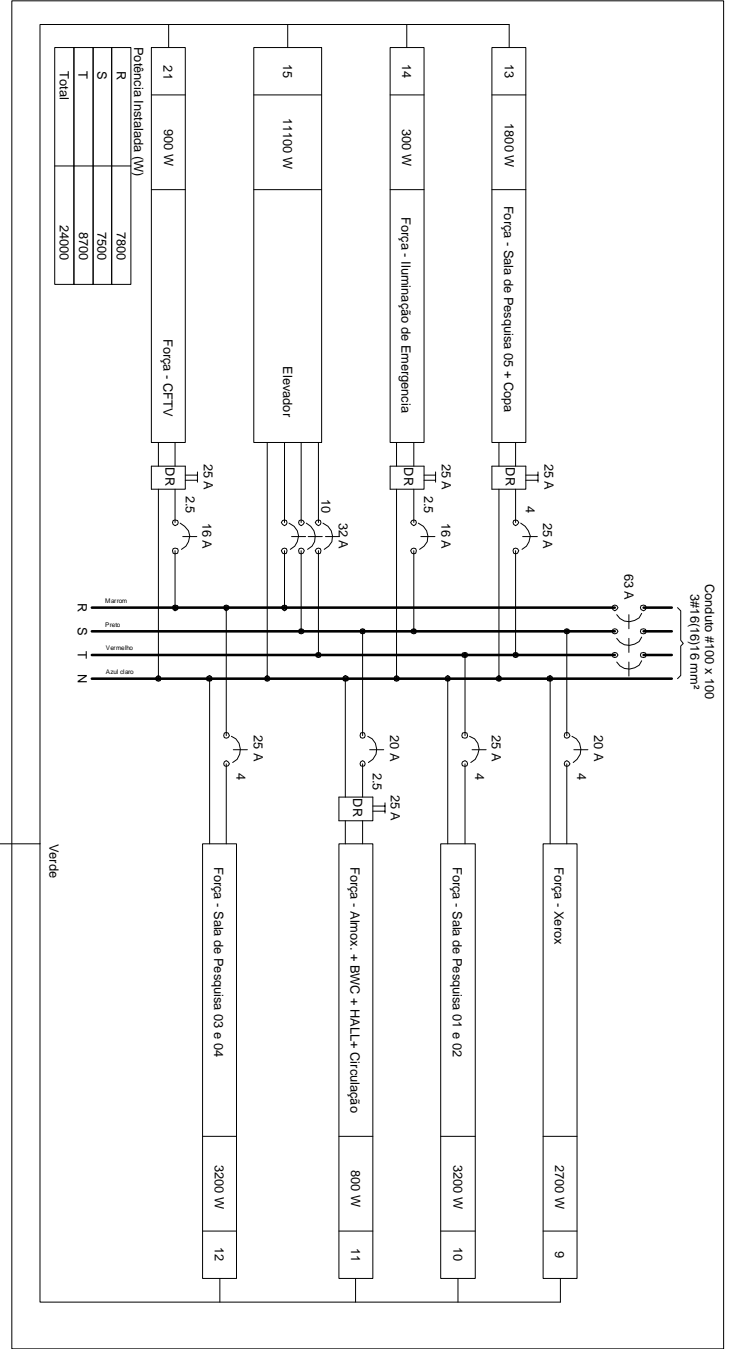 Conduto #100 x 100
3#16(16)16 mm²
63 A
13
1800 W
Força - Sala de Pesquisa 05 + Copa
DR
25 A
4
25 A
14
300 W
Força - Iluminação de Emergencia
DR
25 A
2.5
16 A
15
11100 W
Elevador
10
32 A
21
900 W
Força - CFTV
DR
25 A
2.5
16 A
Marrom
R
Preto
S
Vermelho
T
Azul claro
N
20 A
4
Força - Xerox
2700 W
9
25 A
4
Força - Sala de Pesquisa 01 e 02
3200 W
10
20 A
2.5
DR
25 A
Força - Almox. + BWC + HALL+ Circulação
800 W
11
25 A
4
Força - Sala de Pesquisa 03 e 04
3200 W
12
Potência Instalada (W)
R 7800
S 7500
T 8700
Total 24000
Verde